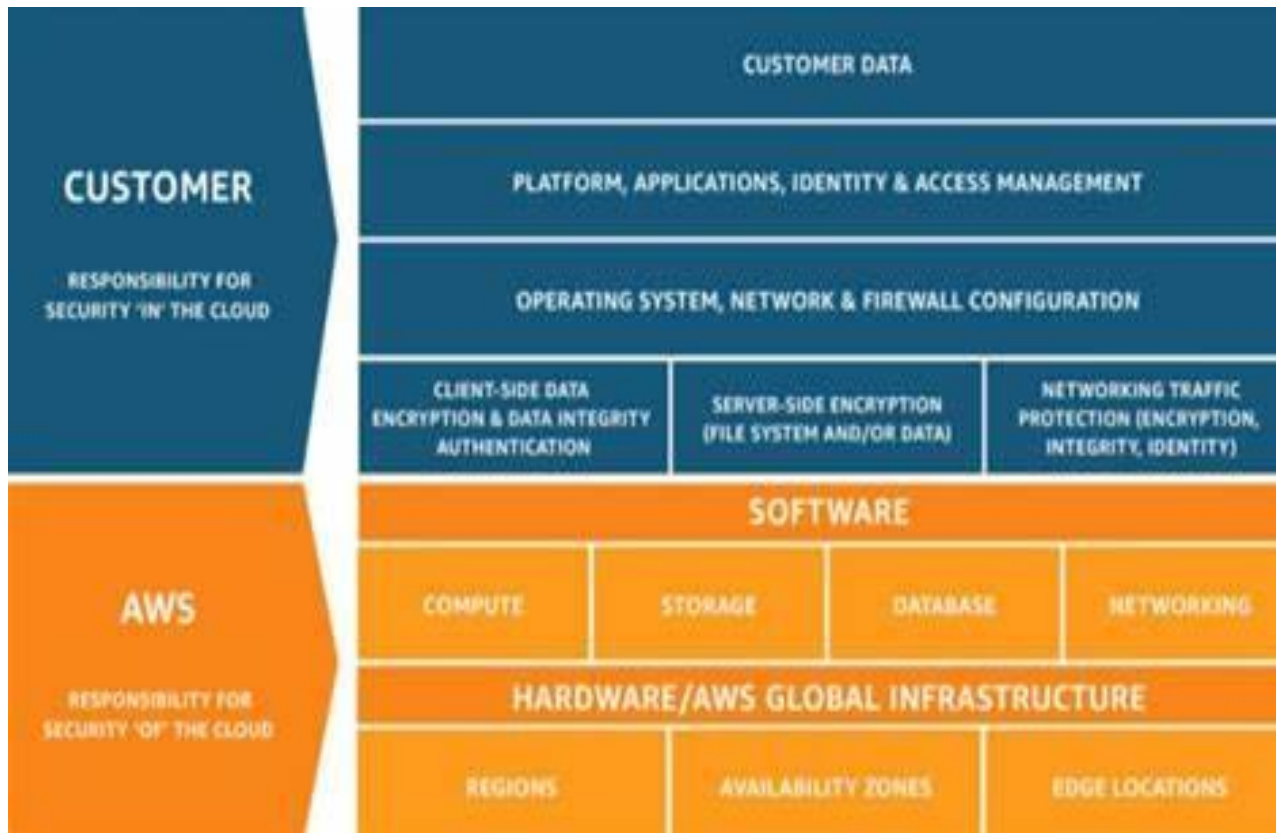 CUSTOMER
RESPONSIBILITY FOR
SECURITY 'IN' THE CLOUD
CUSTOMER DATA
PLATFORM, APPLICATIONS, IDENTITY & ACCESS MANAGEMENT
OPERATING SYSTEM, NETWORK & FIREWALL CONFIGURATION
CLIENT-SIDE DATA
ENCRYPTION & DATA INTEGRITY
AUTHENTICATION
SERVER-SIDE ENCRYPTION
(FILE SYSTEM AND/OR DATA)
NETWORKING TRAFFIC
PROTECTION (ENCRYPTION,
INTEGRITY, IDENTITY)
AWS
RESPONSIBILITY FOR
SECURITY 'OF' THE CLOUD
SOFTWARE
COMPUTE
STORAGE
DATABASE
NETWORKING
HARDWARE/AWS GLOBAL INFRASTRUCTURE
REGIONS
AVAILABILITY ZONES
EDGE LOCATIONS